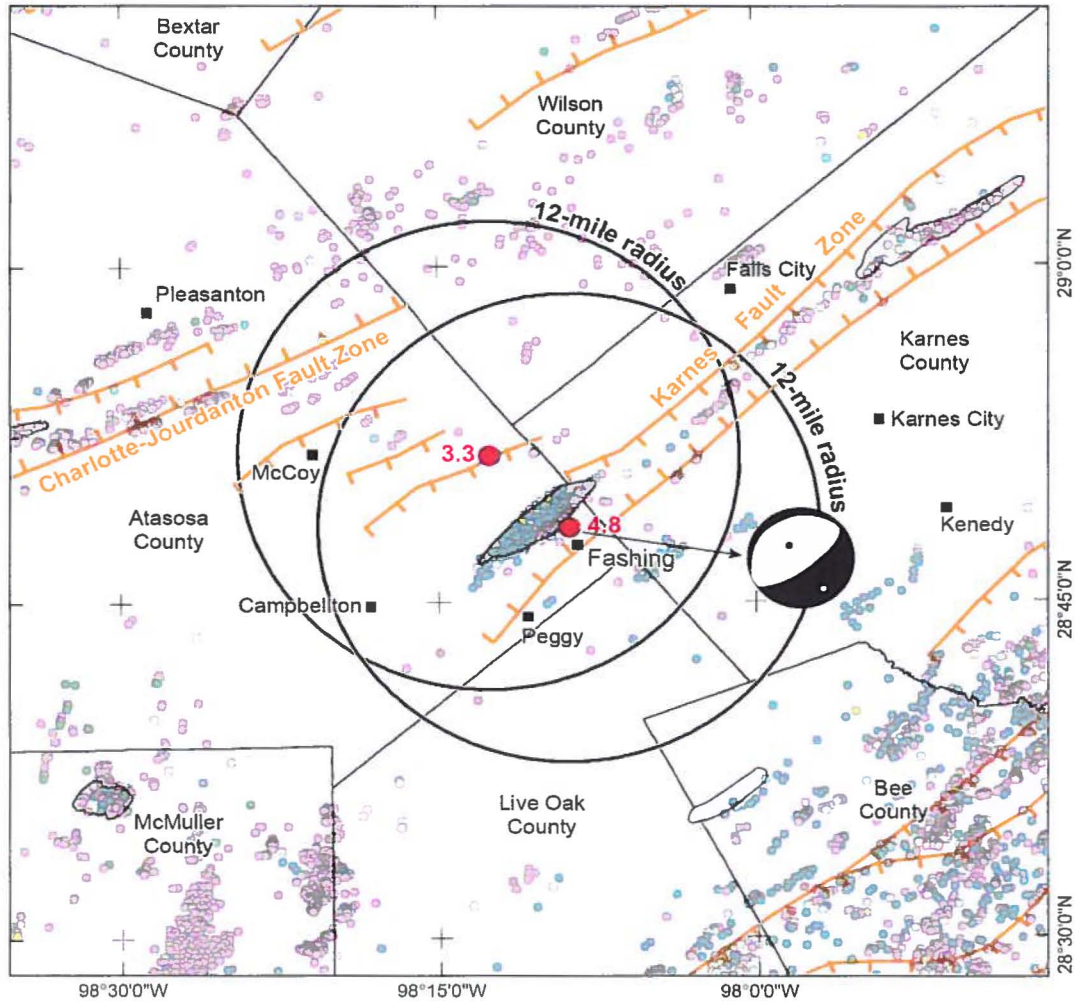 Bextar
County
Wilson
County
12-mile radius
Falls City
Pleasanton
Karnes Fault Zone
Karnes
County
Charlotte-Jourdanton Fault Zone
12-mile radius
Karnes City
3.3
McCoy
Atasosa
County
4.8
Kenedy
Fashing
Campbellton
Peggy
Live Oak
County
Bee
County
McMuller
County
29°0'0"N
28°45'0"N
28°30'0"N
98°30'0"W
98°15'0"W
98°0'0"W